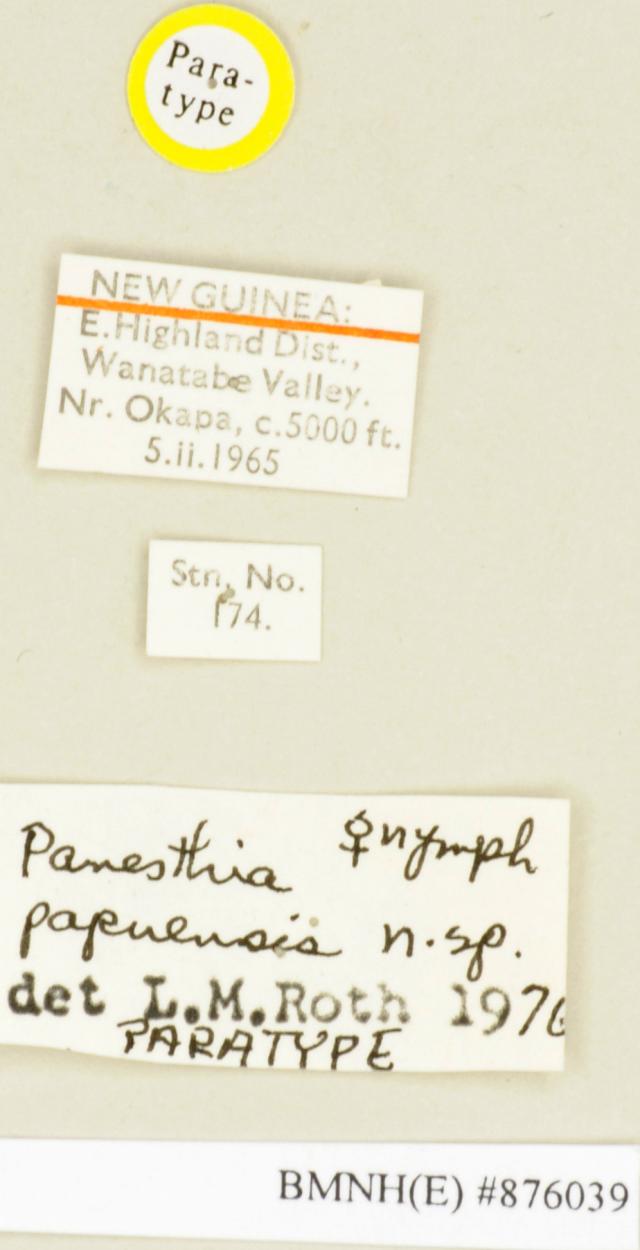 Para-
type
NEW GUINEA:
E.Highland Dist.,
Wanatabe Valley.
Nr. Okapa, c.5000 ft.
5.ii.1965
Stn. No.
174.
Panesthia ♀ nymph
papuensis n.sp.
det L.M.Roth 1976
PARATYPE
BMNH(E) #876039